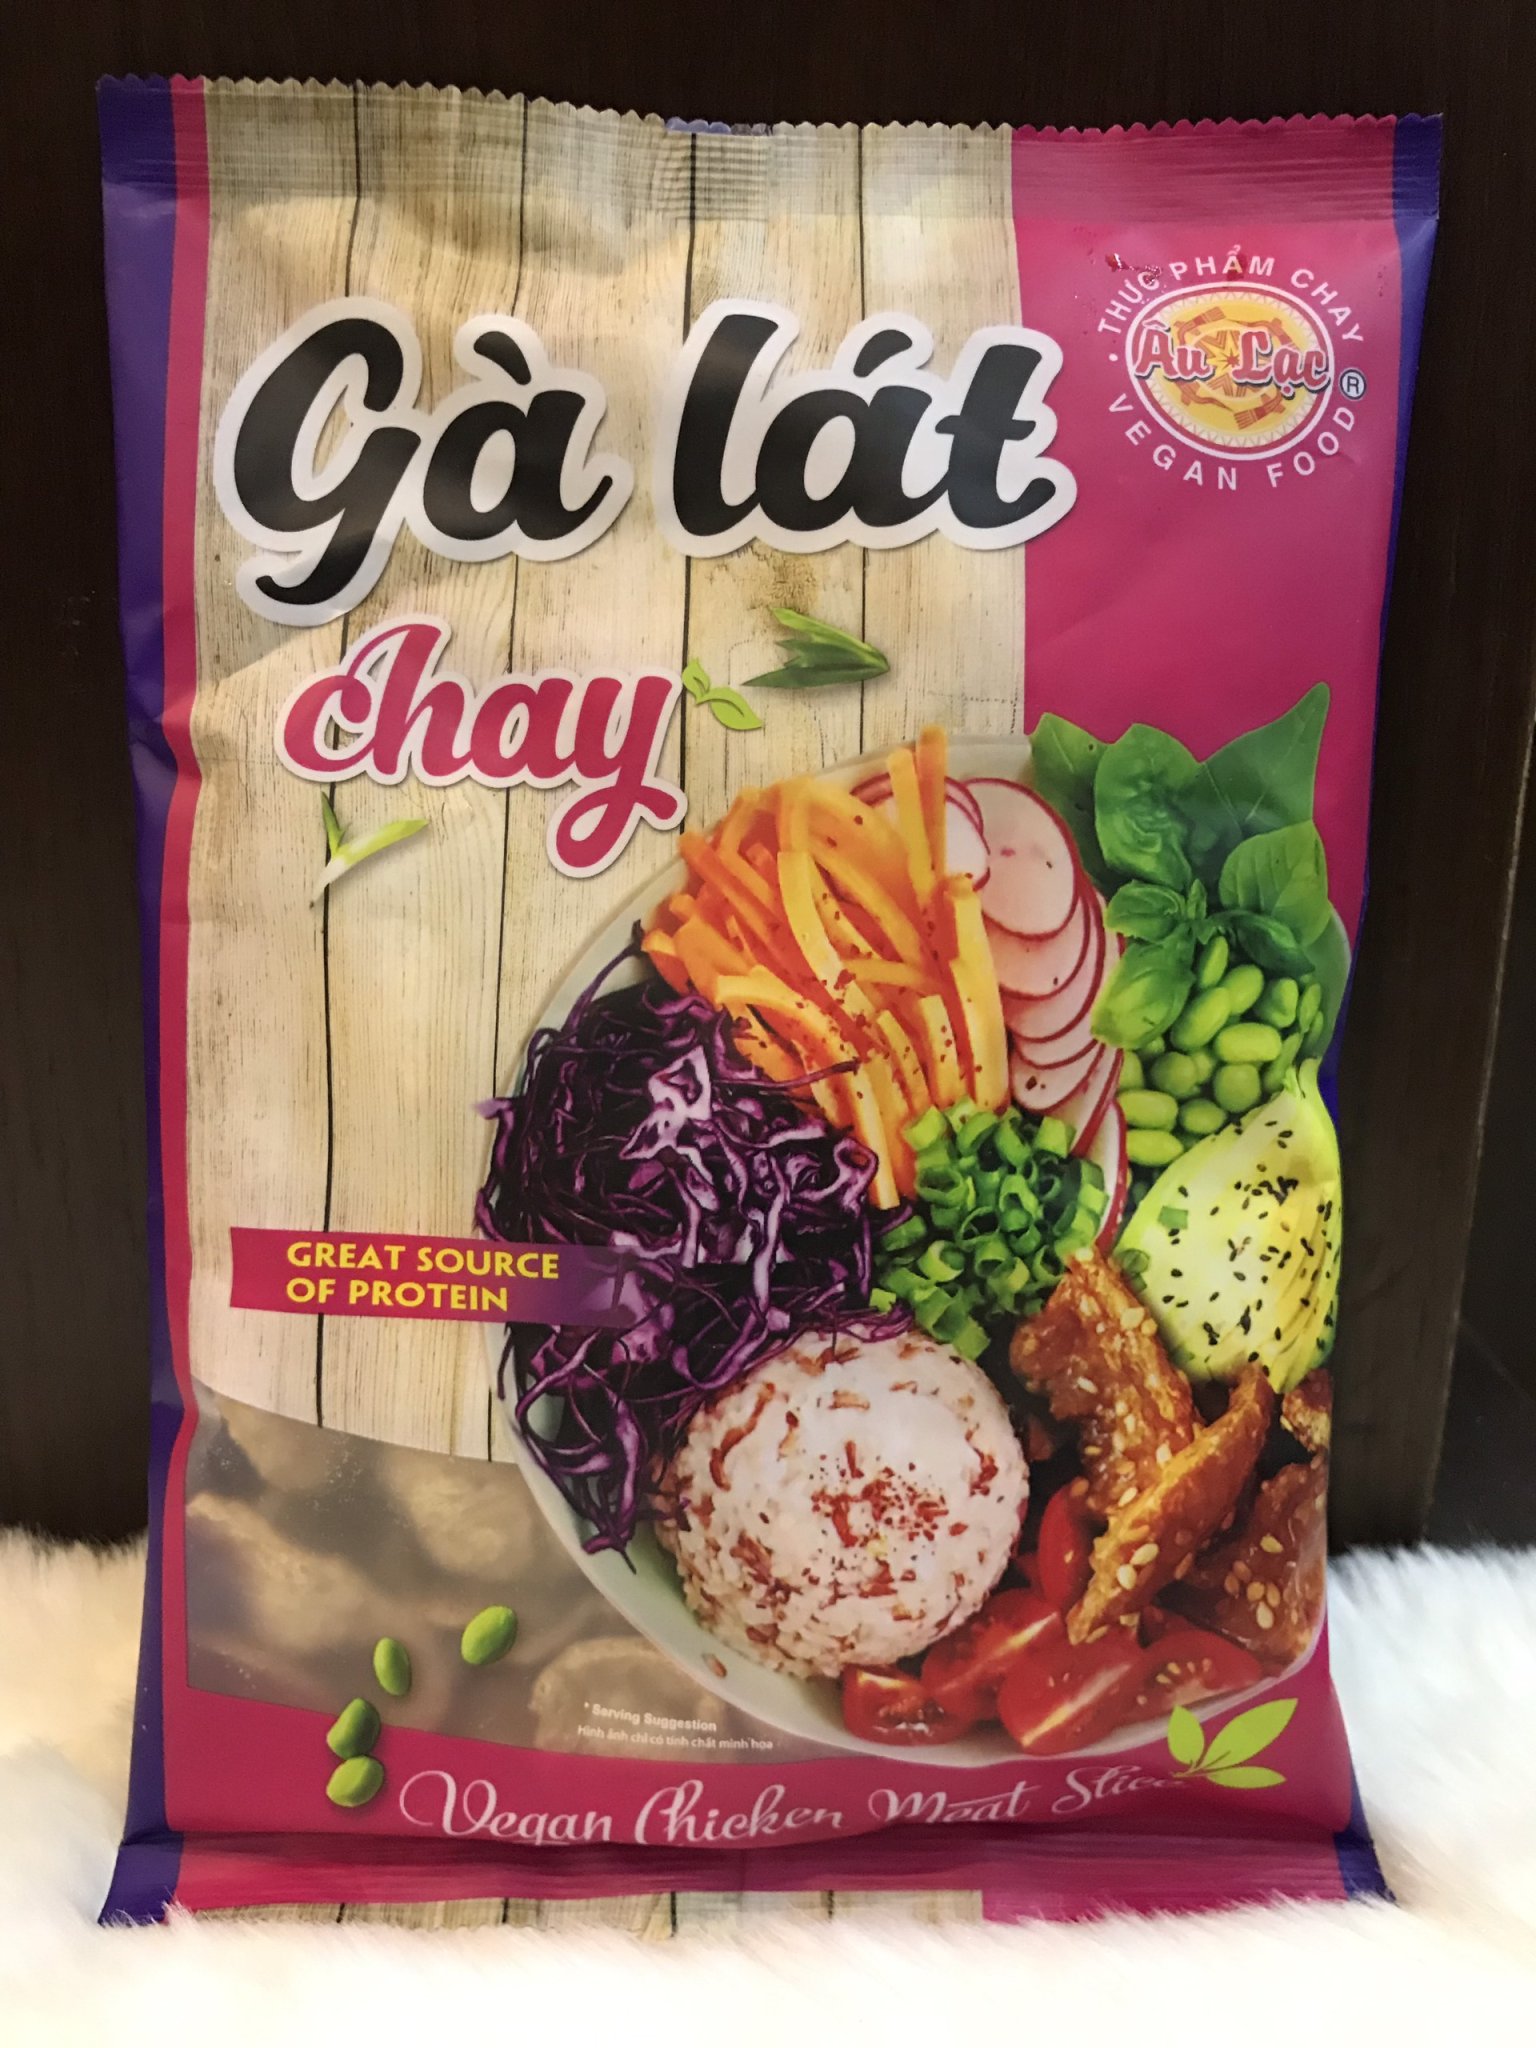 Gà lát
chay
THỰC PHẨM CHAY
Âu Lạc ®
VEGAN FOOD
GREAT SOURCE
OF PROTEIN
* Serving Suggestion
Hình ảnh chỉ có tính chất minh họa
Vegan Chicken Meat